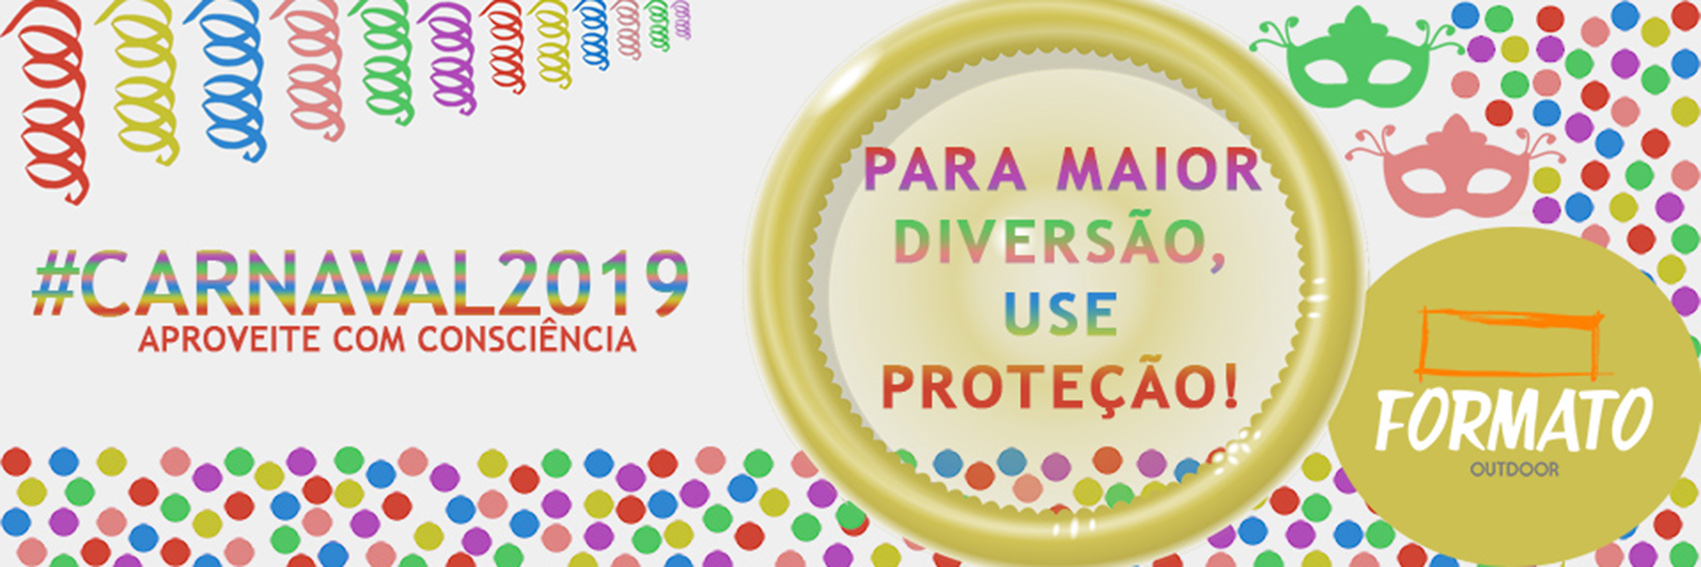 #CARNAVAL2019
APROVEITE COM CONSCIÊNCIA
PARA MAIOR
DIVERSÃO,
USE
PROTEÇÃO!
FORMATO
OUTDOOR